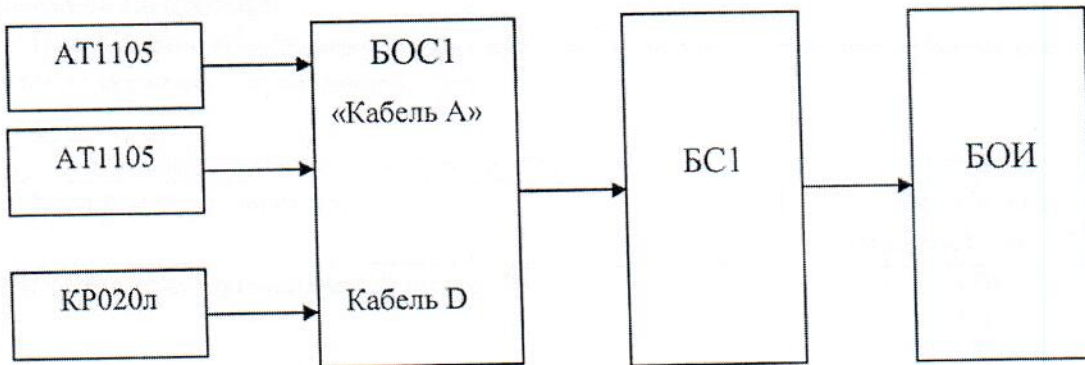 АТ1105
АТ1105
КР020л
БОС1
«Кабель А»
Кабель D
БС1
БОИ